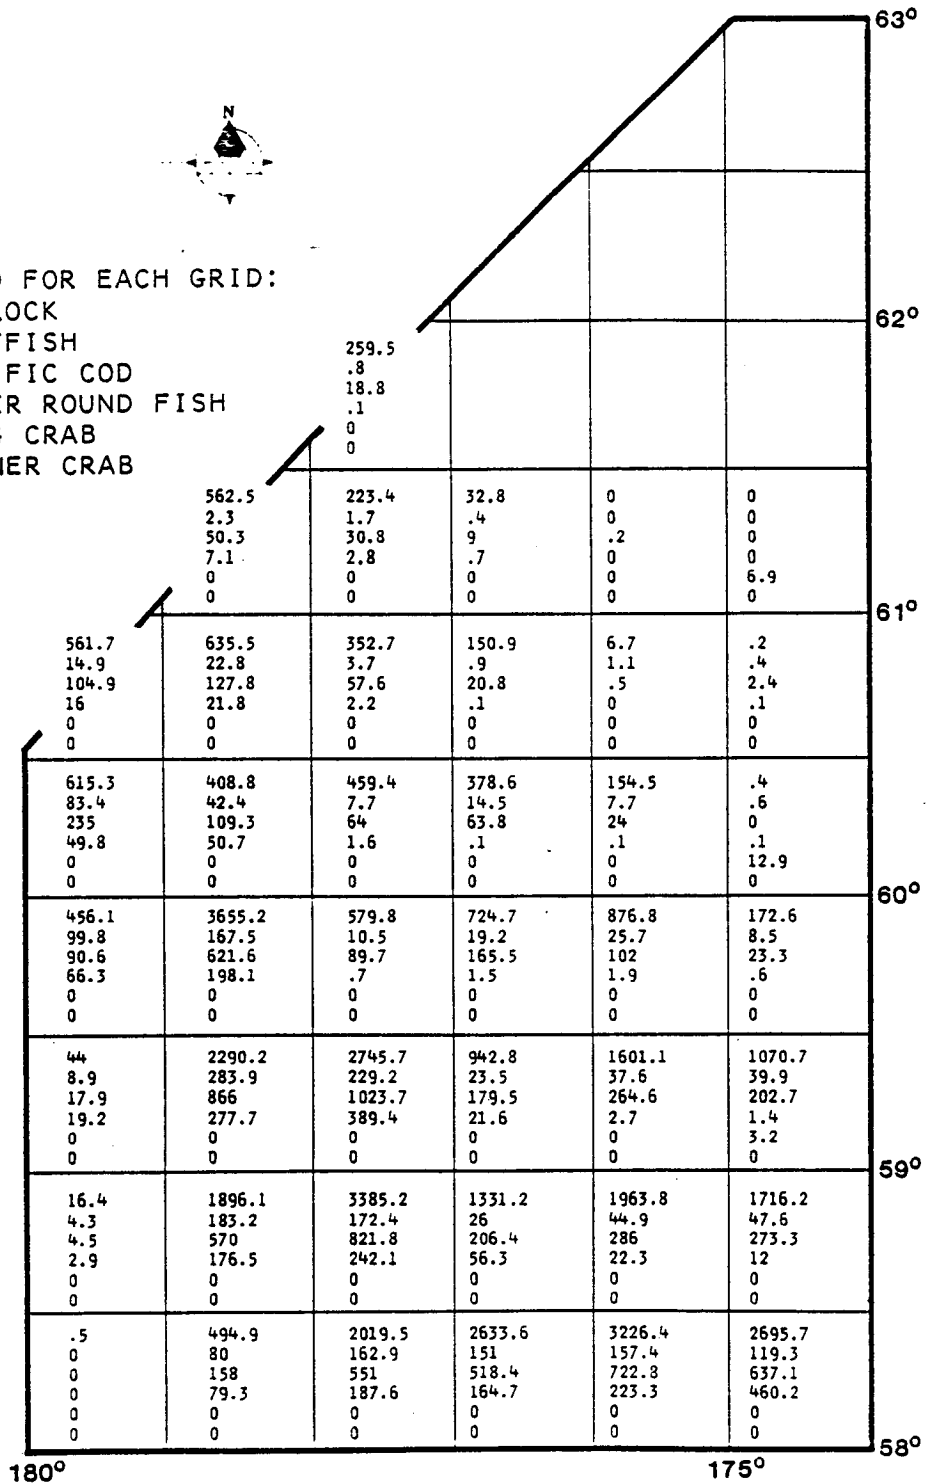 63°
N
FOR EACH GRID:
LOCK
FISH
FIC COD
R ROUND FISH
CRAB
NER CRAB
62°
259.5
.8
18.8
.1
0
0
562.5 223.4 32.8 0 0
2.3 1.7 .4 0 0
50.3 30.8 9 .2 0
7.1 2.8 .7 0 0
0 0 0 0 6.9
0 0 0 0 0
61°
561.7 635.5 352.7 150.9 6.7 .2
14.9 22.8 3.7 .9 1.1 .4
104.9 127.8 57.6 20.8 .5 2.4
16 21.8 2.2 .1 0 .1
0 0 0 0 0 0
0 0 0 0 0 0
615.3 408.8 459.4 378.6 154.5 .4
83.4 42.4 7.7 14.5 7.7 .6
235 109.3 64 63.8 24 0
49.8 50.7 1.6 .1 .1 .1
0 0 0 0 0 12.9
0 0 0 0 0 0
60°
456.1 3655.2 579.8 724.7 876.8 172.6
99.8 167.5 10.5 19.2 25.7 8.5
90.6 621.6 89.7 165.5 102 23.3
66.3 198.1 .7 1.5 1.9 .6
0 0 0 0 0 0
0 0 0 0 0 0
44 2290.2 2745.7 942.8 1601.1 1070.7
8.9 283.9 229.2 23.5 37.6 39.9
17.9 866 1023.7 179.5 264.6 202.7
19.2 277.7 389.4 21.6 2.7 1.4
0 0 0 0 0 3.2
0 0 0 0 0 0
59°
16.4 1896.1 3385.2 1331.2 1963.8 1716.2
4.3 183.2 172.4 26 44.9 47.6
4.5 570 821.8 206.4 286 273.3
2.9 176.5 242.1 56.3 22.3 12
0 0 0 0 0 0
0 0 0 0 0 0
.5 494.9 2019.5 2633.6 3226.4 2695.7
0 80 162.9 151 157.4 119.3
0 158 551 518.4 722.8 637.1
0 79.3 187.6 164.7 223.3 460.2
0 0 0 0 0 0
0 0 0 0 0 0
58°
180° 175°